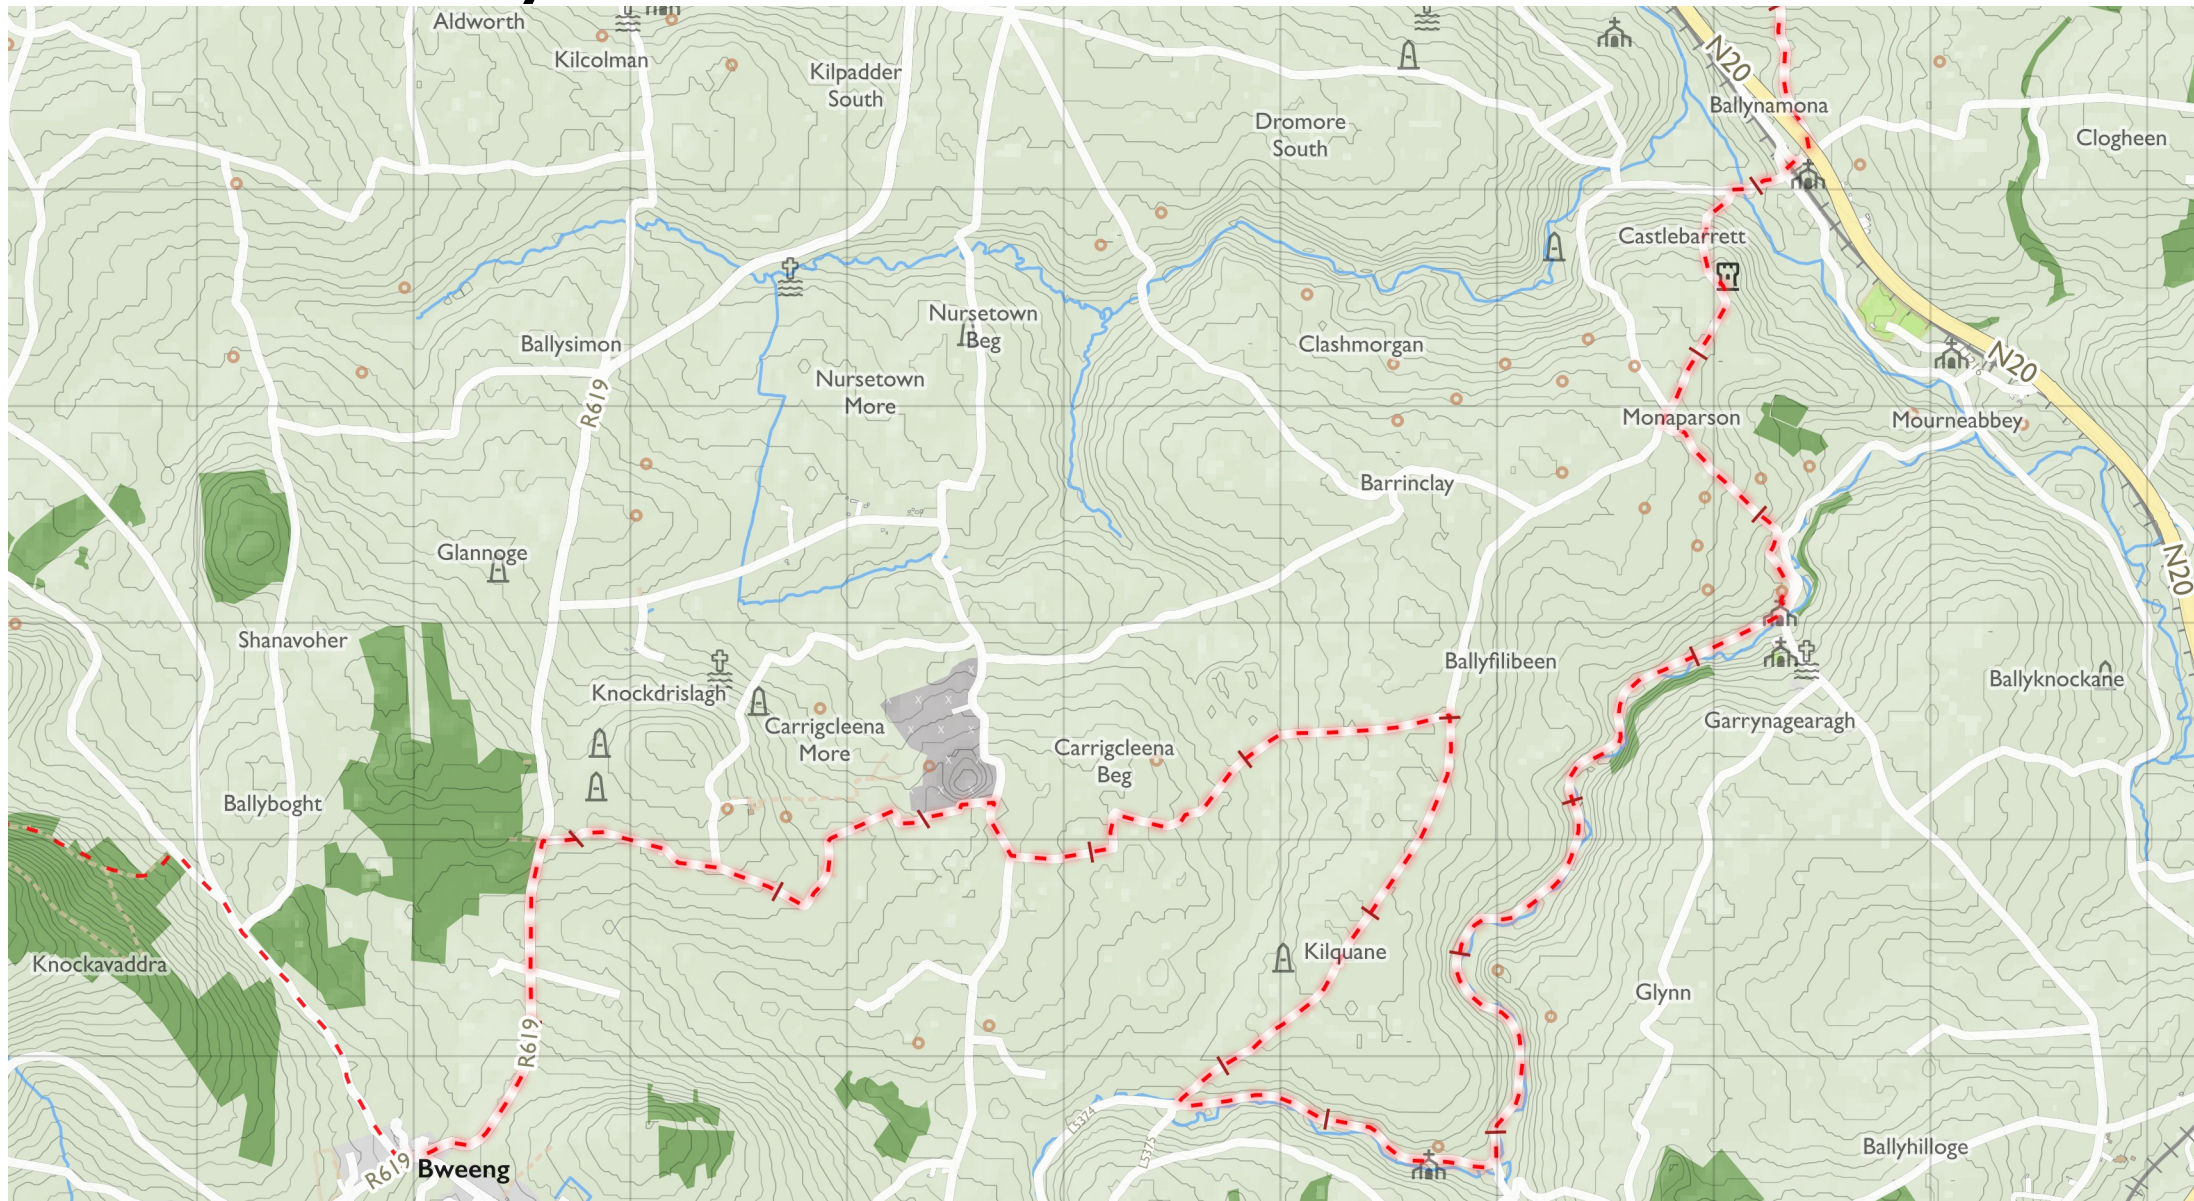 Aldworth
Kilcolman
Kilpadder
South
N20
Ballynamona
Dromore
South
Clogheen
Castlebarrett
Nursetown
Beg
Ballysimon
Clashmorgan
N20
Nursetown
More
R619
Monaparson
Mourneabbey
Barrinclay
Glannoge
N20
Shanavoher
Ballyfilibeen
Knockdrislagh
Ballyknockane
Carrigcleena
More
Garrynagearagh
Carrigcleena
Beg
Ballyboght
Kilquane
Knockavaddra
Glynn
R619
L5374
L5375
Ballyhilloge
R619
Bweeng